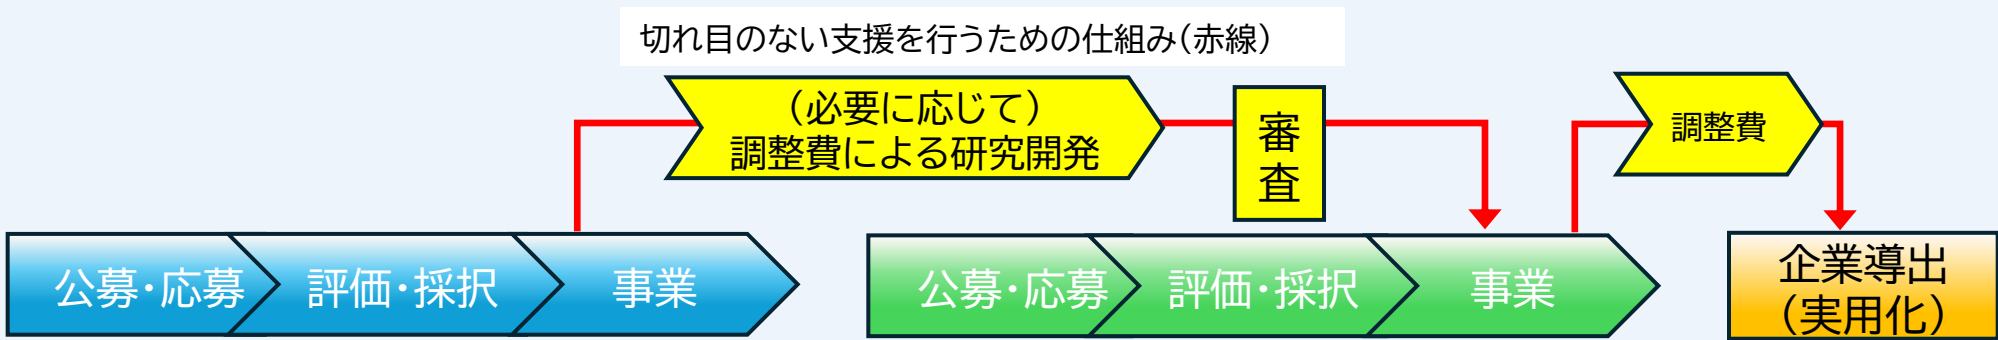 切れ目のない支援を行うための仕組み（赤線）
（必要に応じて）
調整費による研究開発
審
査
調整費
公募・応募
評価・採択
事業
公募・応募
評価・採択
事業
企業導出
（実用化）